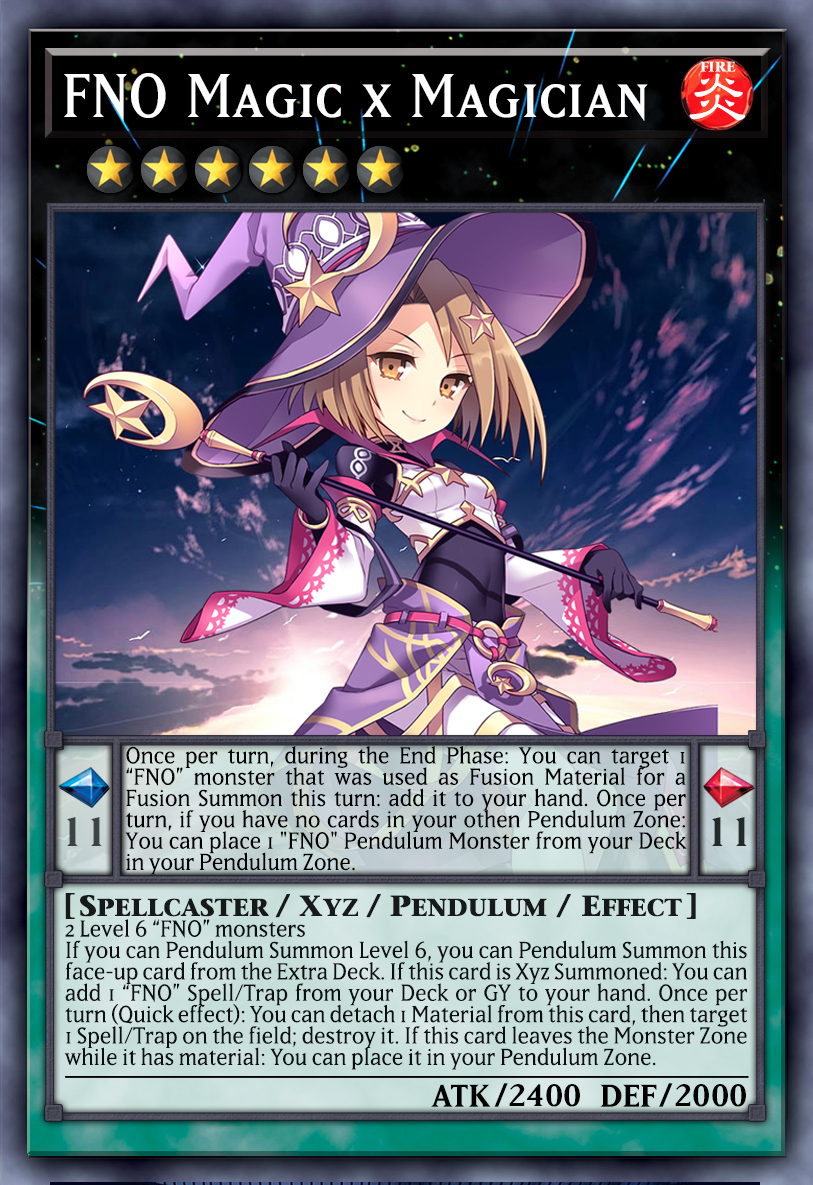 FNO Magic x Magician
FIRE
炎
Once per turn, during the End Phase: You can target 1
“FNO” monster that was used as Fusion Material for a
Fusion Summon this turn: add it to your hand. Once per
turn, if you have no cards in your othen Pendulum Zone:
You can place 1 "FNO" Pendulum Monster from your Deck
in your Pendulum Zone.
11
11
[Spellcaster / Xyz / Pendulum / Effect]
2 Level 6 “FNO” monsters
If you can Pendulum Summon Level 6, you can Pendulum Summon this
face-up card from the Extra Deck. If this card is Xyz Summoned: You can
add 1 “FNO” Spell/Trap from your Deck or GY to your hand. Once per
turn (Quick effect): You can detach 1 Material from this card, then target
1 Spell/Trap on the field; destroy it. If this card leaves the Monster Zone
while it has material: You can place it in your Pendulum Zone.
ATK/2400 DEF/2000